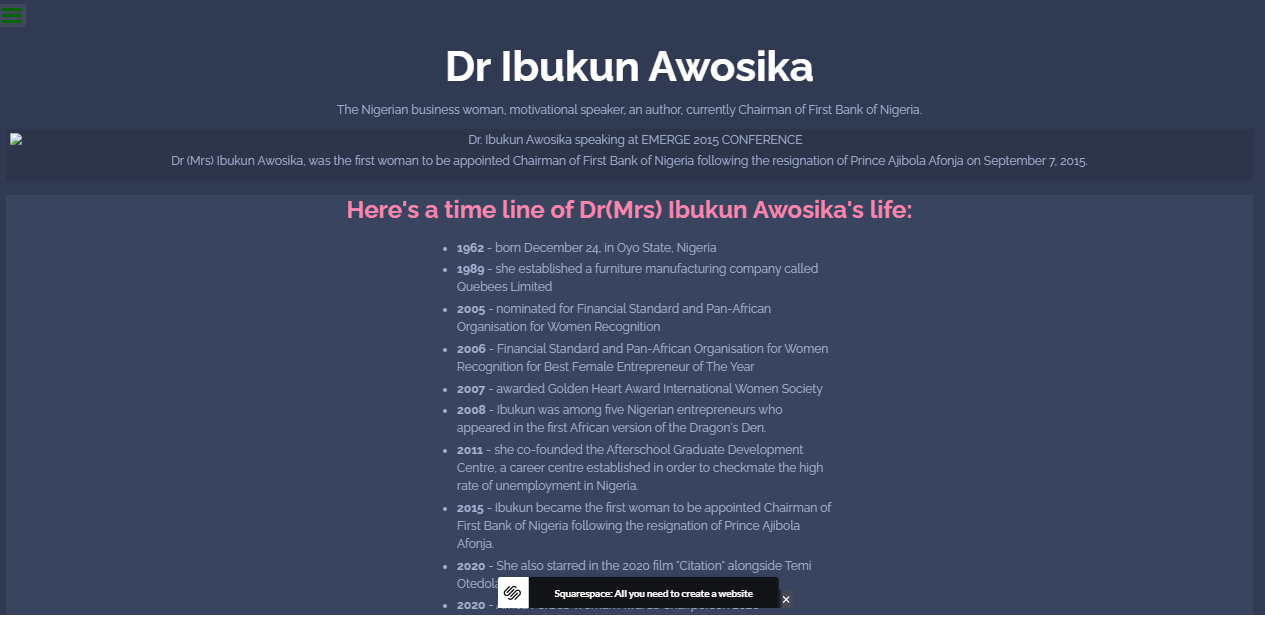 Dr Ibukun Awosika
The Nigerian business woman, motivational speaker, an author, currently Chairman of First Bank of Nigeria.
Dr. Ibukun Awosika speaking at EMERGE 2015 CONFERENCE
Dr (Mrs) Ibukun Awosika, was the first woman to be appointed Chairman of First Bank of Nigeria following the resignation of Prince Ajibola Afonja on September 7, 2015.
Here's a time line of Dr(Mrs) Ibukun Awosika's life:
1962 - born December 24, in Oyo State, Nigeria
1989 - she established a furniture manufacturing company called
Quebees Limited
2005 - nominated for Financial Standard and Pan-African
Organisation for Women Recognition
2006 - Financial Standard and Pan-African Organisation for Women
Recognition for Best Female Entrepreneur of The Year
2007 - awarded Golden Heart Award International Women Society
2008 - Ibukun was among five Nigerian entrepreneurs who
appeared in the first African version of the Dragon's Den.
2011 - she co-founded the Afterschool Graduate Development
Centre, a career centre established in order to checkmate the high
rate of unemployment in Nigeria.
2015 - Ibukun became the first woman to be appointed Chairman of
First Bank of Nigeria following the resignation of Prince Ajibola
Afonja.
2020 - She also starred in the 2020 film "Citation" alongside Temi
Otedola
2020 -
Squarespace: All you need to create a website